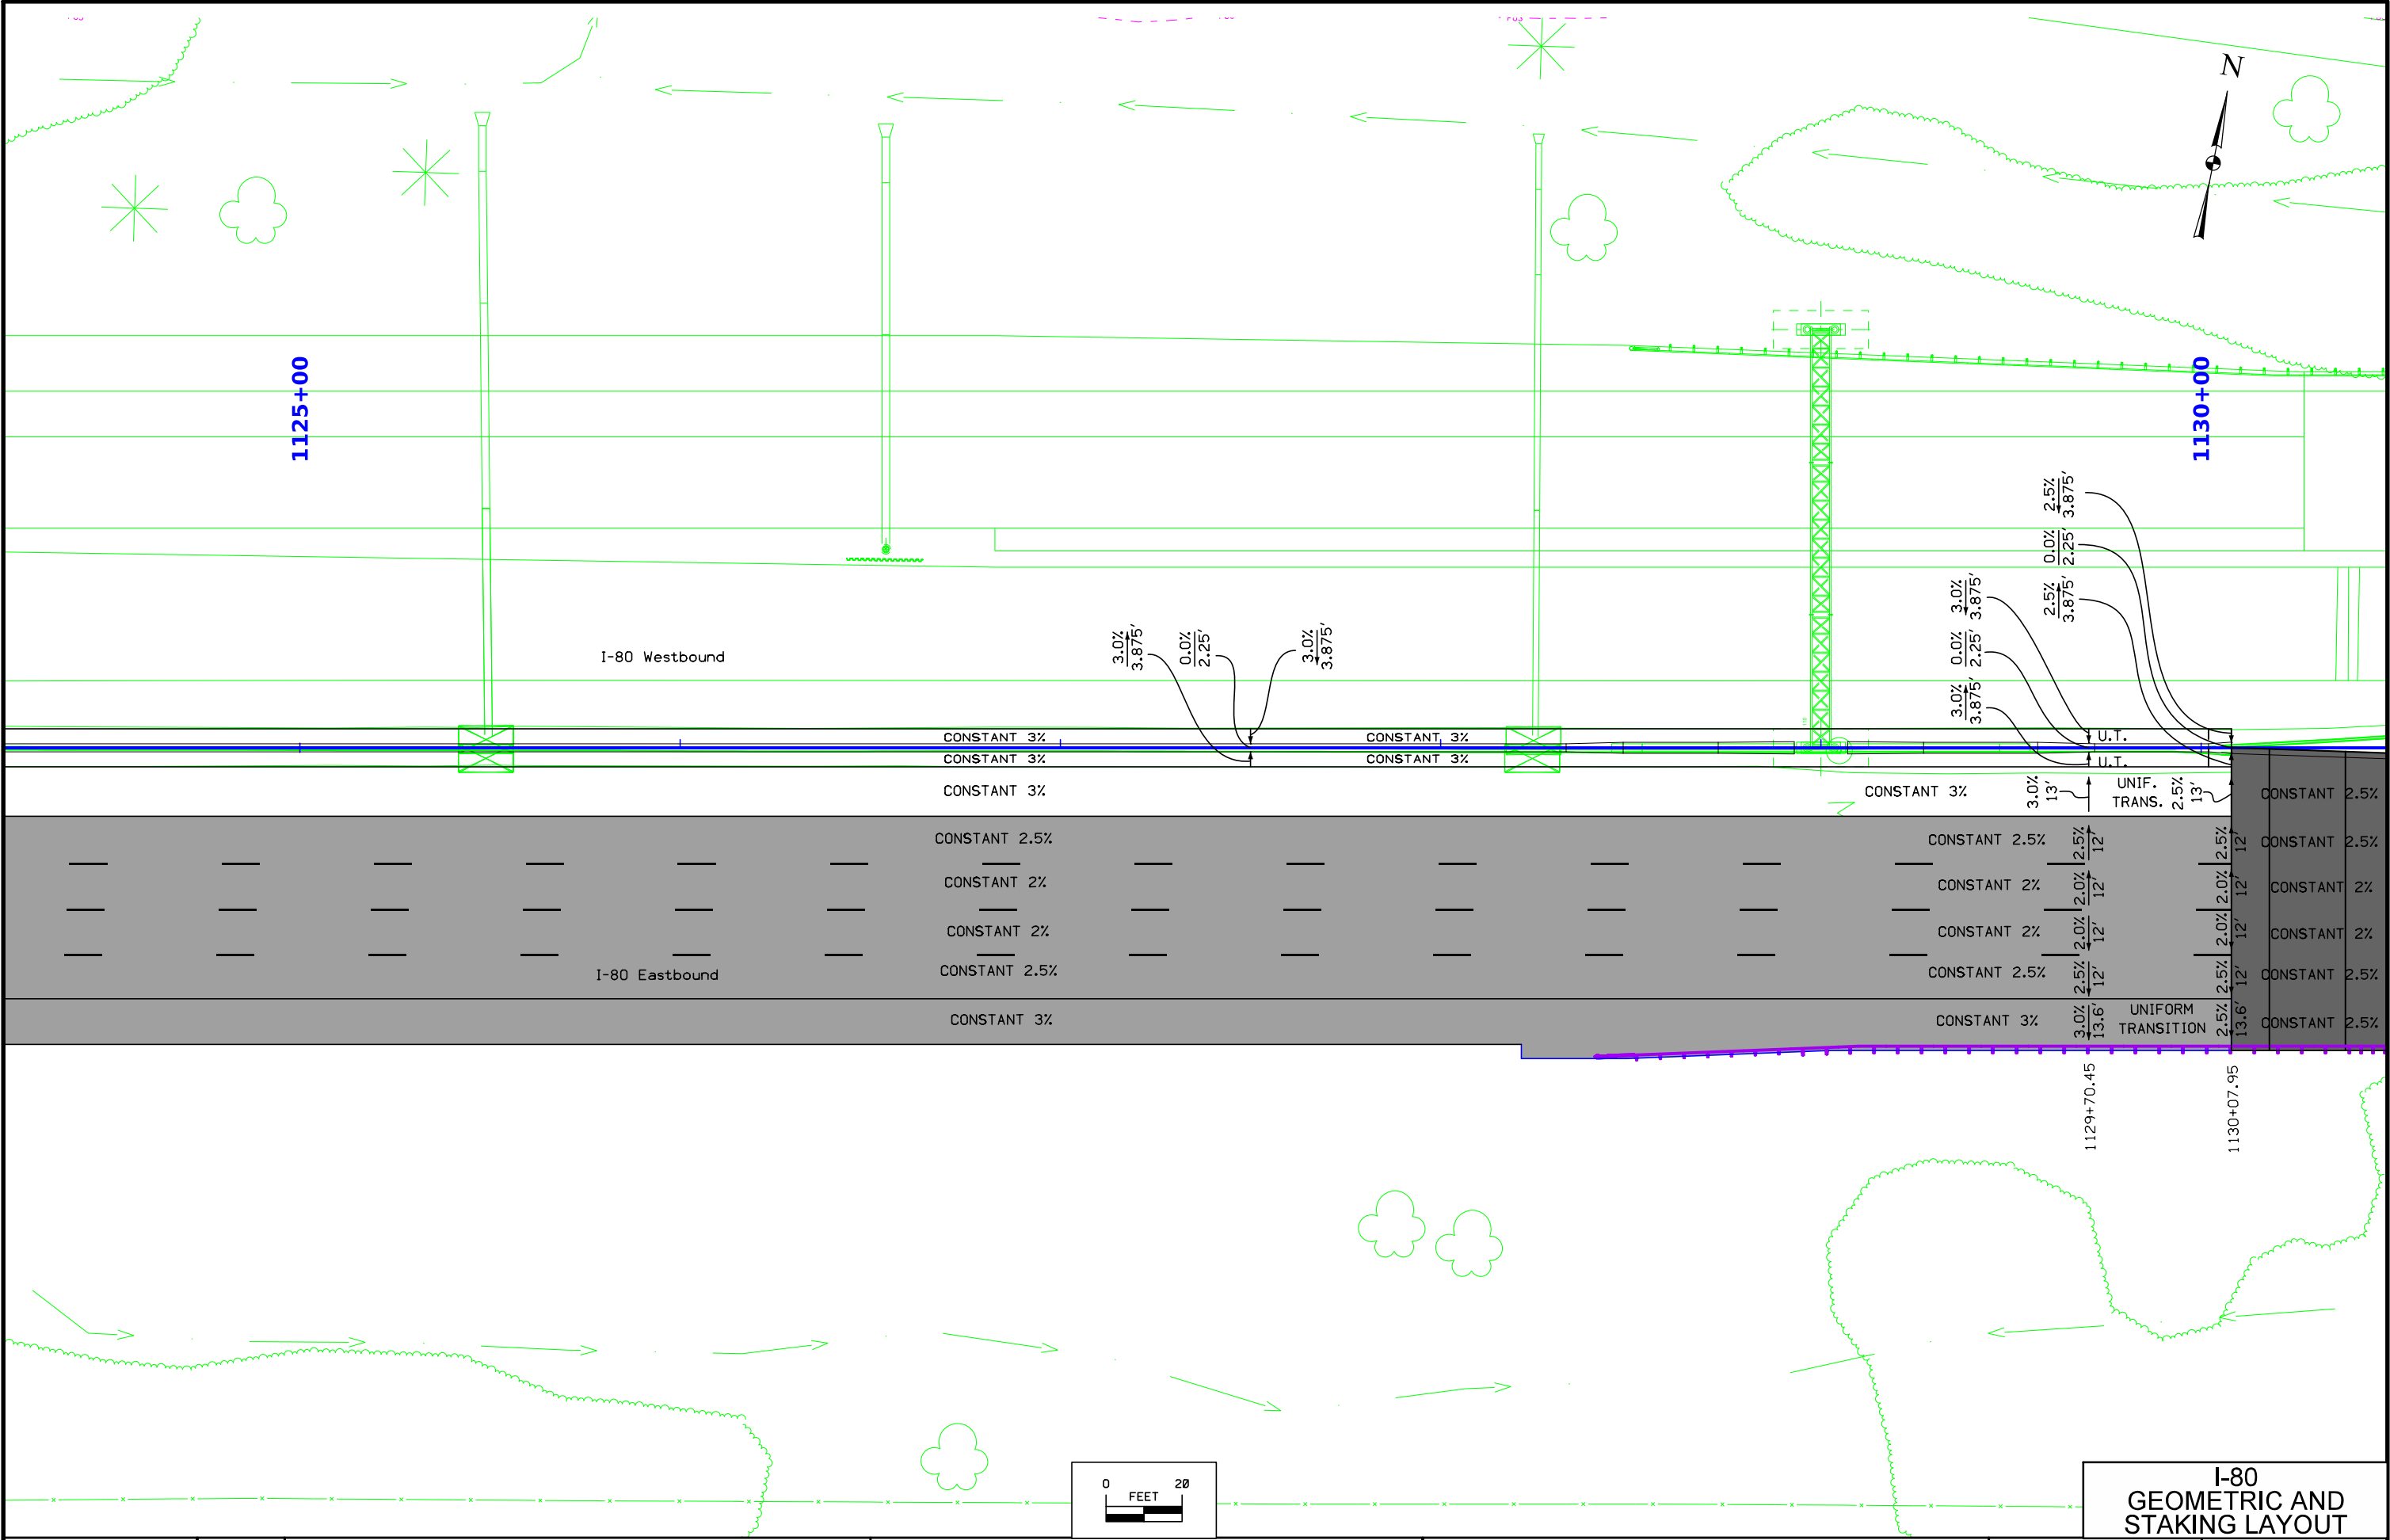 N
1125+00
1130+00
2.5%
3.875'
0.0%
2.25'
2.5%
3.875'
3.0%
3.875'
0.0%
2.25'
3.0%
3.875'
3.0%
3.875'
0.0%
2.25'
3.0%
3.875'
I-80 Westbound
CONSTANT 3%
CONSTANT 3%
U.T.
CONSTANT 3%
CONSTANT 3%
U.T.
CONSTANT 3%
CONSTANT 3%
3.0%
13'
UNIF.
TRANS.
2.5%
13'
CONSTANT 2.5%
CONSTANT 2.5%
CONSTANT 2.5%
2.5%
12'
2.5%
12'
CONSTANT 2.5%
CONSTANT 2%
CONSTANT 2%
2.0%
12'
2.0%
12'
CONSTANT 2%
CONSTANT 2%
CONSTANT 2%
2.0%
12'
2.0%
12'
CONSTANT 2%
I-80 Eastbound
CONSTANT 2.5%
CONSTANT 2.5%
2.5%
12'
2.5%
12'
CONSTANT 2.5%
CONSTANT 3%
CONSTANT 3%
3.0%
13.6'
UNIFORM
TRANSITION
2.5%
13.6'
CONSTANT 2.5%
1129+70.45
1130+07.95
0 20
FEET
I-80
GEOMETRIC AND
STAKING LAYOUT